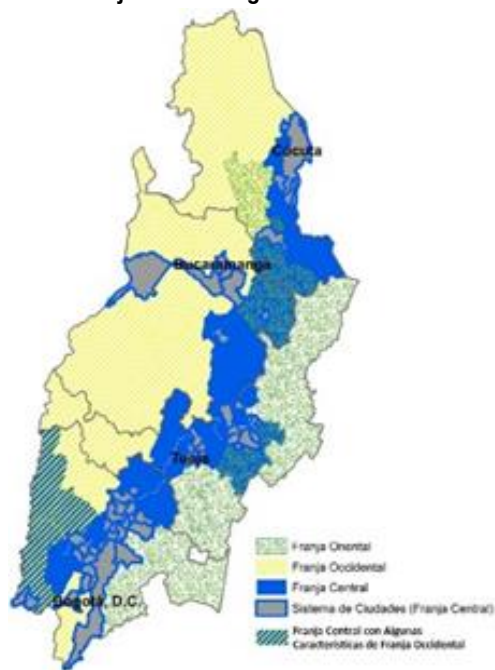 Cúcuta
Bucaramanga
Tunja
Bogotá, D.C.
Franja Oriental
Franja Occidental
Franja Central
Sistema de Ciudades (Franja Central)
Franja Central con Algunas
Características de Franja Occidental